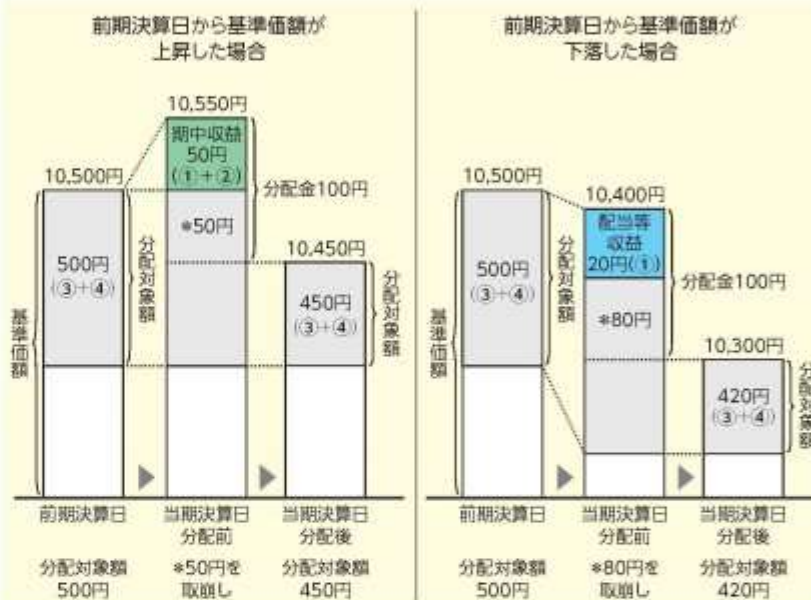 前期決算日から基準価額が
上昇した場合
10,550円
期中収益
50円
(①+②)
10,500円
分配金100円
*50円
10,450円
500円
(③+④)
分配対象額
450円
(③+④)
分配対象額
基準価額
前期決算日
当期決算日
分配前
当期決算日
分配後
分配対象額
500円
*50円を
取崩し
分配対象額
450円
前期決算日から基準価額が
下落した場合
10,500円
10,400円
配当等
収益
20円(①)
分配金100円
500円
(③+④)
分配対象額
*80円
10,300円
420円
(③+④)
分配対象額
基準価額
前期決算日
当期決算日
分配前
当期決算日
分配後
分配対象額
500円
*80円を
取崩し
分配対象額
420円